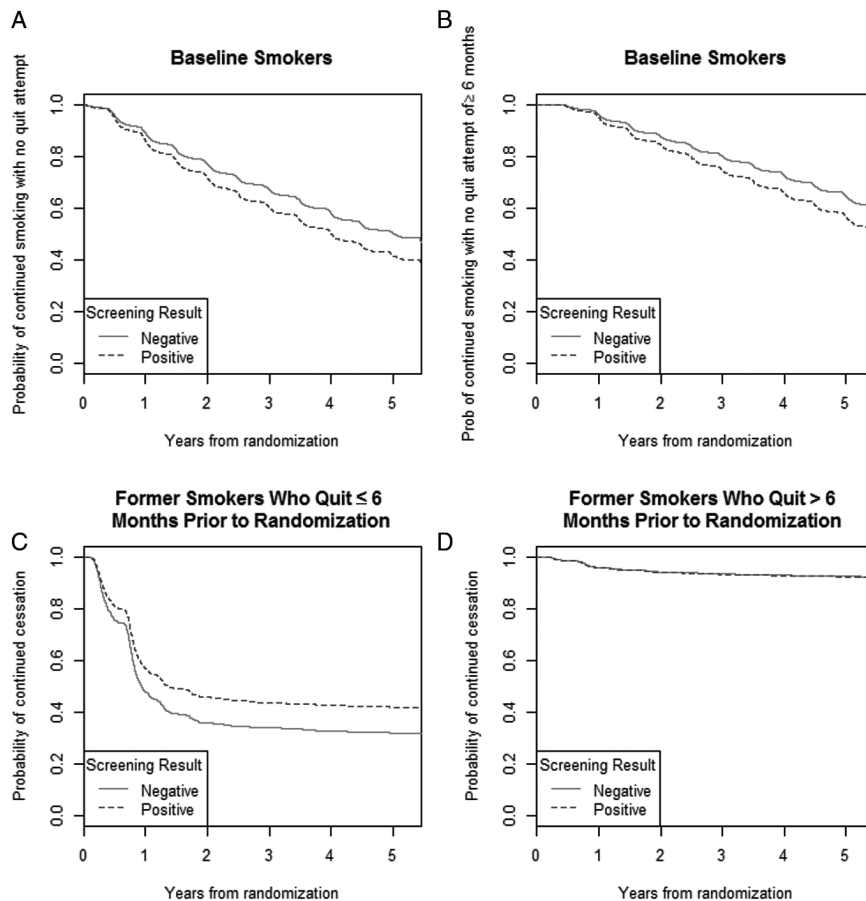 A
Baseline Smokers
Probability of continued smoking with no quit attempt
1.0
0.8
0.6
0.4
0.2
0.0
Screening Result
Negative
Positive
0 1 2 3 4 5
Years from randomization
B
Baseline Smokers
Prob of continued smoking with no quit attempt of ≥ 6 months
1.0
0.8
0.6
0.4
0.2
0.0
Screening Result
Negative
Positive
0 1 2 3 4 5
Years from randomization
C
Former Smokers Who Quit ≤ 6
Months Prior to Randomization
Probability of continued cessation
1.0
0.8
0.6
0.4
0.2
0.0
Screening Result
Negative
Positive
0 1 2 3 4 5
Years from randomization
D
Former Smokers Who Quit > 6
Months Prior to Randomization
Probability of continued cessation
1.0
0.8
0.6
0.4
0.2
0.0
Screening Result
Negative
Positive
0 1 2 3 4 5
Years from randomization